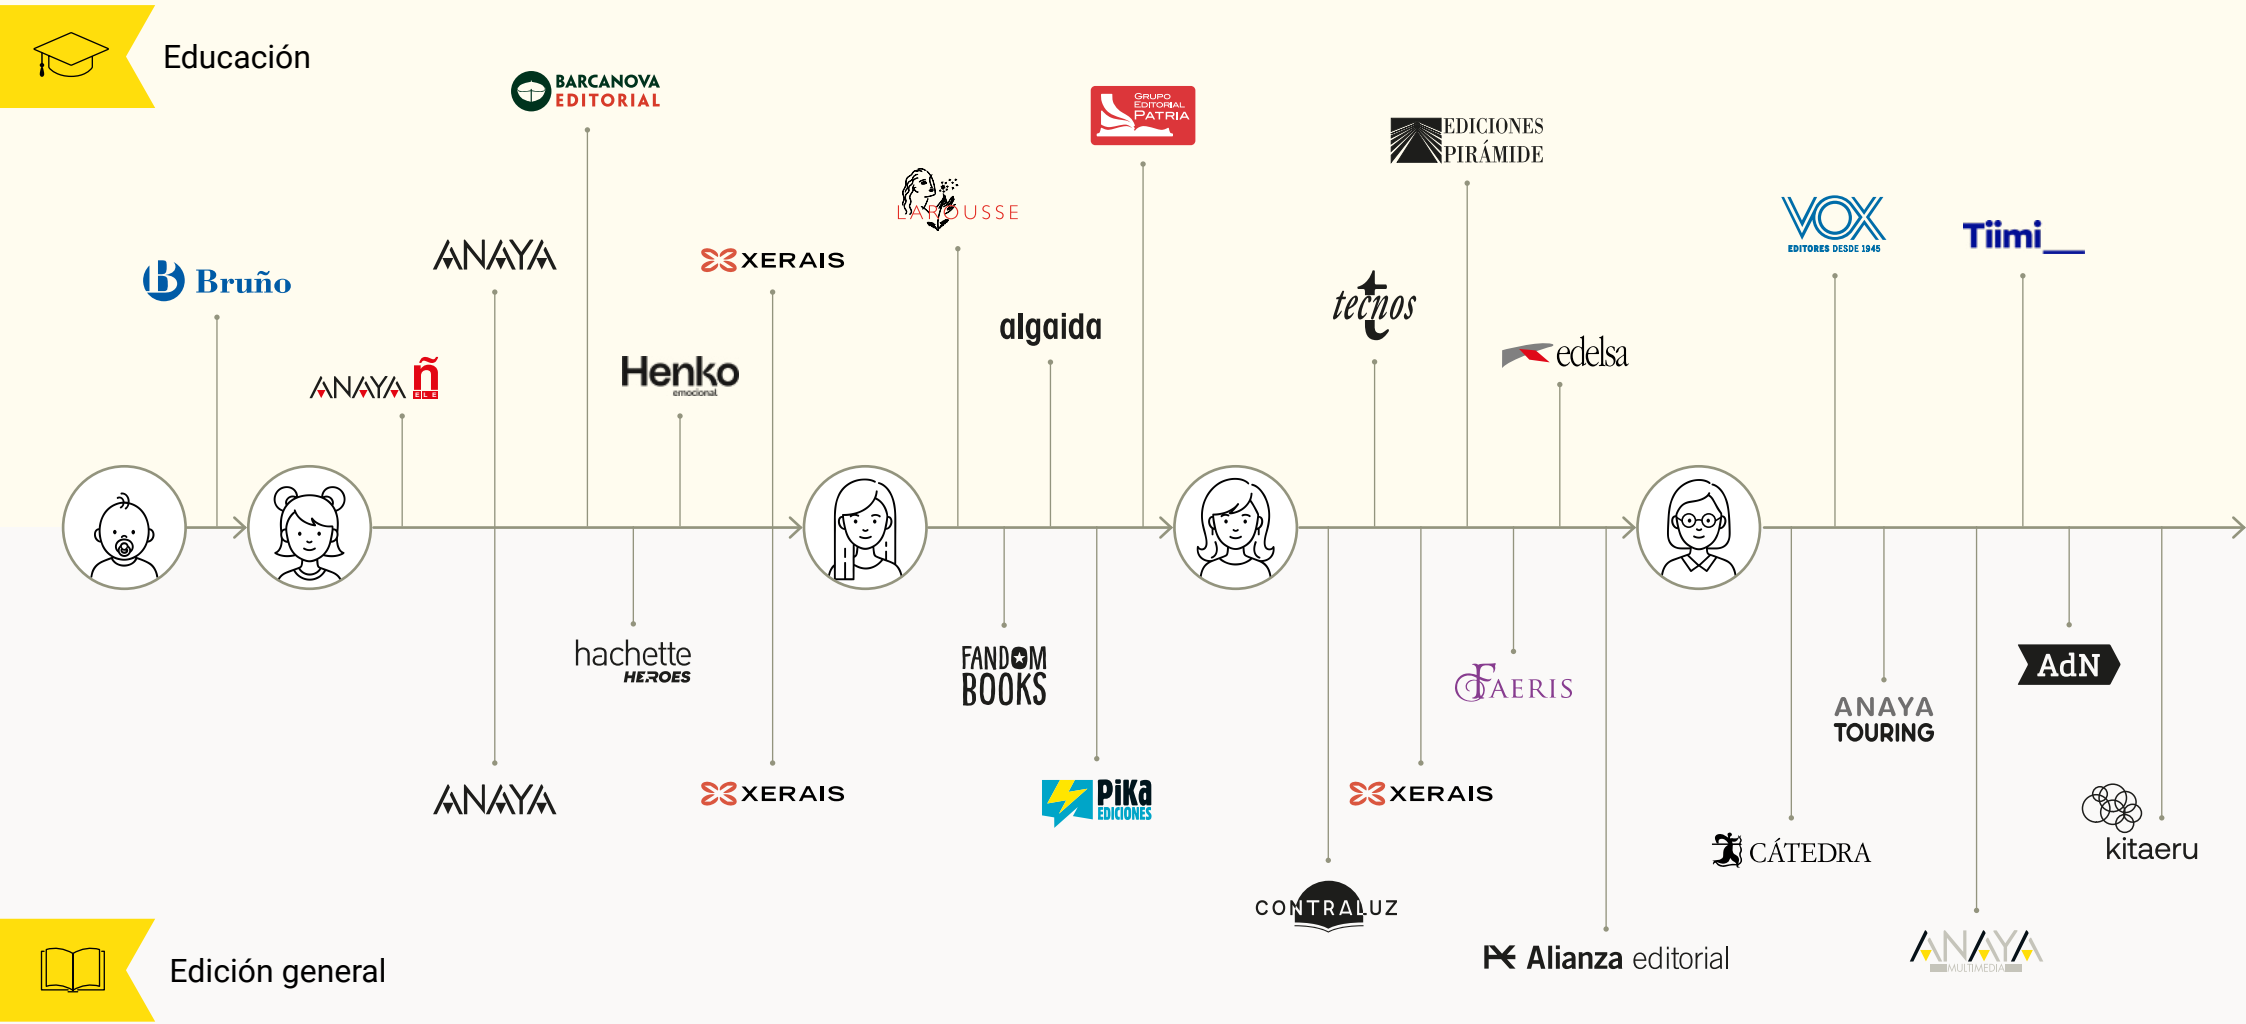 Educación
BARCANOVA
EDITORIAL
GRUPO
EDITORIAL
PATRIA
EDICIONES
PIRÁMIDE
LAROUSSE
VOX
EDITORES DESDE 1945
Tiimi__
Bruño
ANAYA
XERAIS
tecnos
algaida
edelsa
ANAYA ñ
ELE
Henko
emocional
hachette
HEROES
FANDOM
BOOKS
FAERIS
AdN
ANAYA
TOURING
ANAYA
XERAIS
PiKa
EDICIONES
XERAIS
CÁTEDRA
kitaeru
CONTRALUZ
Alianza editorial
ANAYA
MULTIMEDIA
Edición general